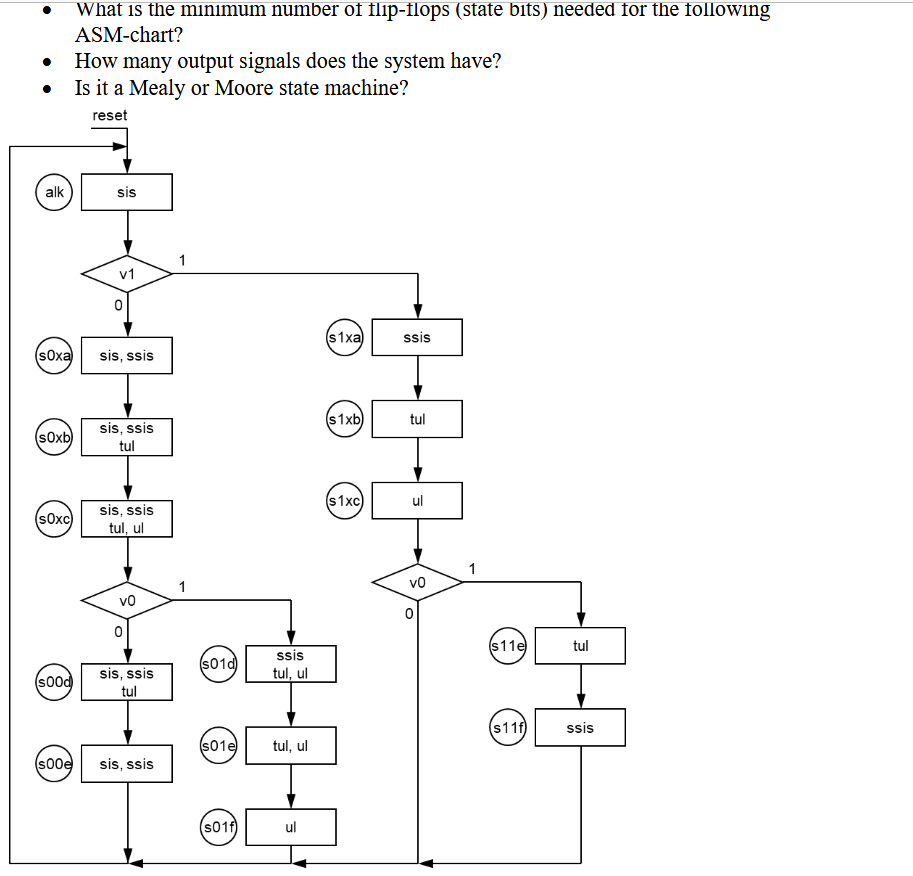 What is the minimum number of flip-flops (state bits) needed for the following
ASM-chart?
How many output signals does the system have?
Is it a Mealy or Moore state machine?
reset
alk
sis
v1
1
0
s0xa
sis, ssis
s0xb
sis, ssis
tul
s0xc
sis, ssis
tul, ul
v0
1
0
s00d
sis, ssis
tul
s00e
sis, ssis
s01d
ssis
tul, ul
s01e
tul, ul
s01f
ul
s1xa
ssis
s1xb
tul
s1xc
ul
v0
1
0
s11e
tul
s11f
ssis